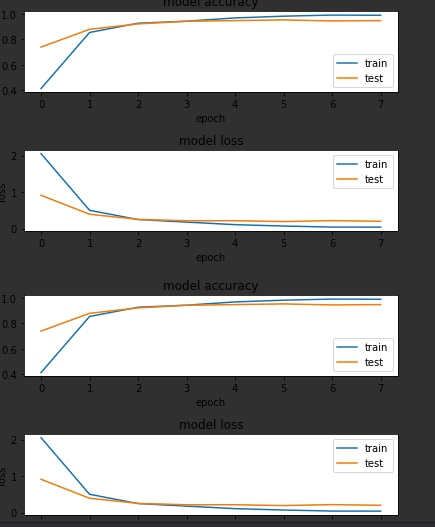 model accuracy
1.0
0.8
0.6
0.4
train
test
0 1 2 3 4 5 6 7
epoch
model loss
2
1
0
loss
train
test
0 1 2 3 4 5 6 7
epoch
model accuracy
1.0
0.8
0.6
0.4
train
test
0 1 2 3 4 5 6 7
epoch
model loss
2
1
0
loss
train
test